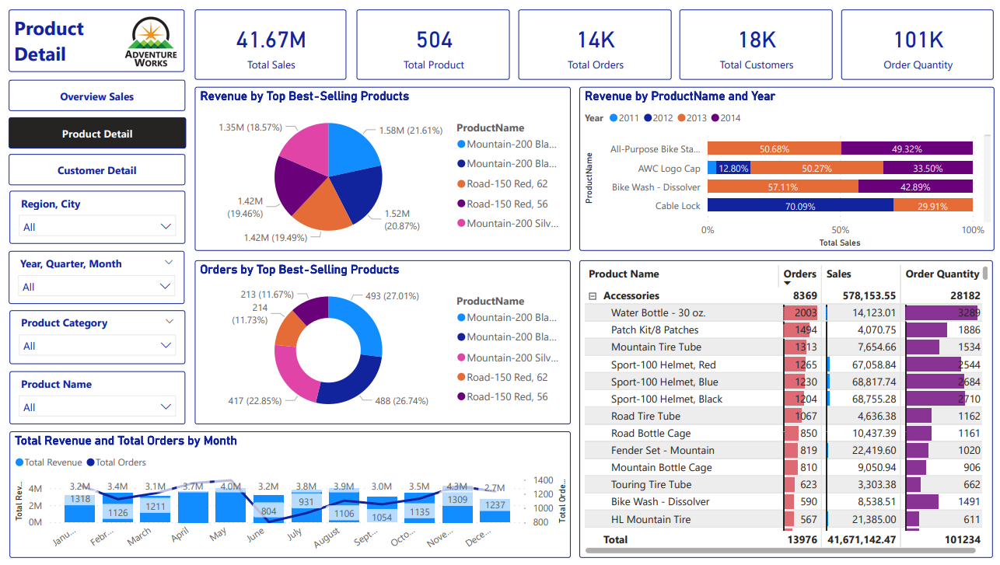 Product
Detail
ADVENTURE
WORKS
41.67M
Total Sales
504
Total Product
14K
Total Orders
18K
Total Customers
101K
Order Quantity
Overview Sales
Product Detail
Customer Detail
Region, City
All
Year, Quarter, Month
All
Product Category
All
Product Name
All
Revenue by Top Best-Selling Products
1.35M (18.57%)
1.58M (21.61%)
1.42M
(19.46%)
1.52M
(20.87%)
1.42M (19.49%)
ProductName
Mountain-200 Bla...
Mountain-200 Bla...
Road-150 Red, 62
Road-150 Red, 56
Mountain-200 Silv...
Revenue by ProductName and Year
Year 2011 2012 2013 2014
ProductName
All-Purpose Bike Sta... 50.68% 49.32%
AWC Logo Cap 12.80% 50.27% 33.50%
Bike Wash - Dissolver 57.11% 42.89%
Cable Lock 70.09% 29.91%
0% 50% 100%
Total Sales
Orders by Top Best-Selling Products
213 (11.67%)
493 (27.01%)
214
(11.73%)
417 (22.85%)
488 (26.74%)
ProductName
Mountain-200 Bla...
Mountain-200 Bla...
Mountain-200 Silv...
Road-150 Red, 62
Road-150 Red, 56
Product Name Orders Sales Order Quantity
Accessories 8369 578,153.55 28182
Water Bottle - 30 oz. 2003 14,123.01 3289
Patch Kit/8 Patches 1494 4,070.75 1886
Mountain Tire Tube 1313 7,654.66 1534
Sport-100 Helmet, Red 1265 67,058.84 2544
Sport-100 Helmet, Blue 1230 68,817.74 2684
Sport-100 Helmet, Black 1204 68,755.28 2710
Road Tire Tube 1067 4,636.38 1162
Road Bottle Cage 850 10,437.39 1161
Fender Set - Mountain 819 22,419.60 1020
Mountain Bottle Cage 810 9,050.94 906
Touring Tire Tube 623 3,303.38 662
Bike Wash - Dissolver 590 8,538.51 1491
HL Mountain Tire 567 21,385.00 611
Total 13976 41,671,142.47 101234
Total Revenue and Total Orders by Month
Total Revenue Total Orders
Total Rev...
4M
2M
0M
3.2M 3.4M 3.1M 3.7M 4.0M 3.2M 3.8M 3.9M 3.0M 3.5M 4.3M 2.7M
1318 1126 1211 804 931 1106 1054 1135 1309 1237
1400
1200
1000
800
Total Orde...
Janu... Febr... March April May June July August Sept... Octo... Nove... Dece...